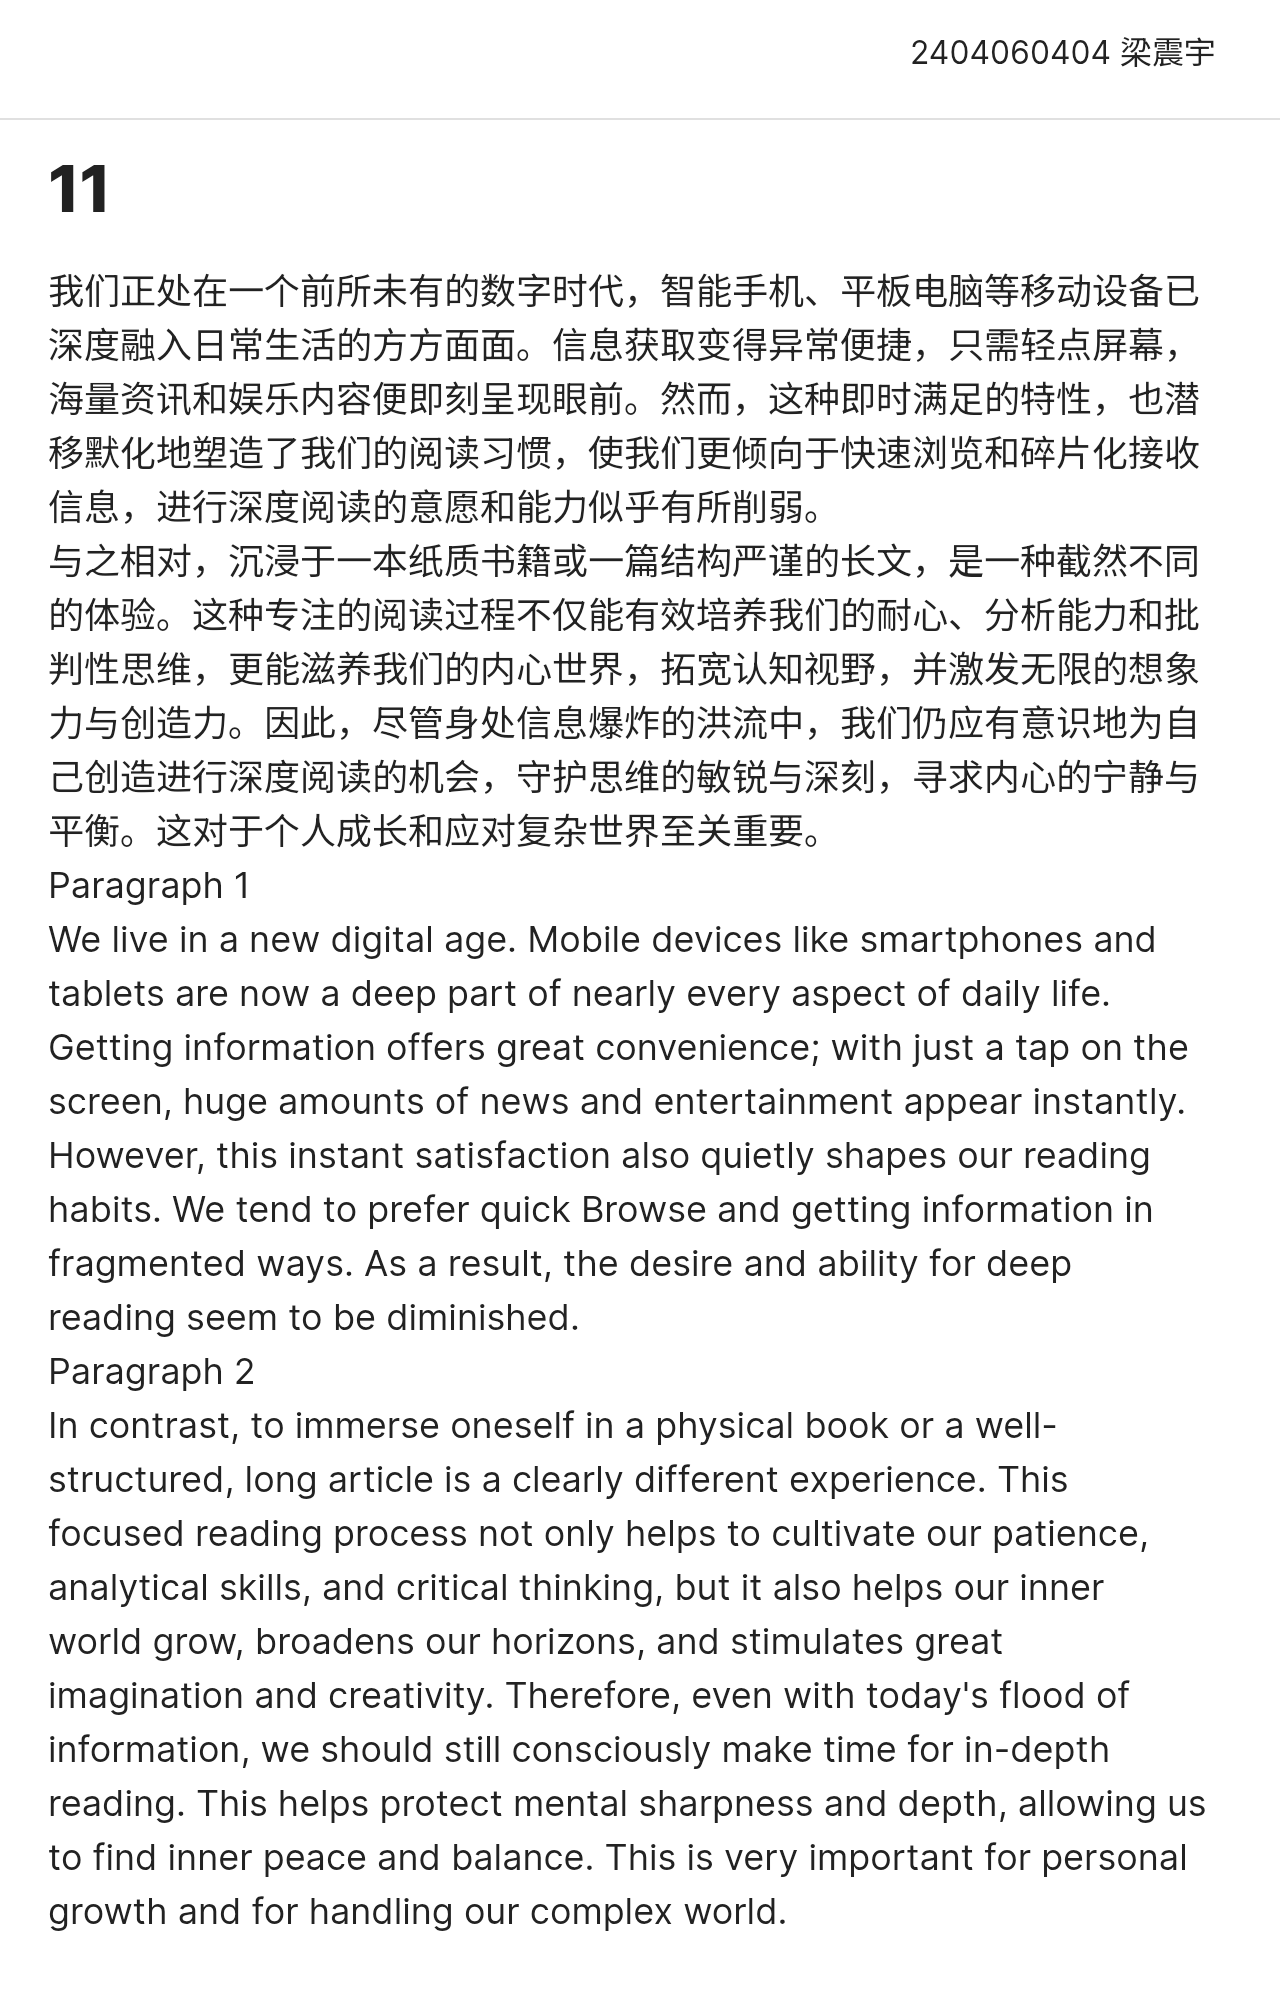 2404060404 梁震宇
11
我们正处在一个前所未有的数字时代，智能手机、平板电脑等移动设备已
深度融入日常生活的方方面面。信息获取变得异常便捷，只需轻点屏幕，
海量资讯和娱乐内容便即刻呈现眼前。然而，这种即时满足的特性，也潜
移默化地塑造了我们的阅读习惯，使我们更倾向于快速浏览和碎片化接收
信息，进行深度阅读的意愿和能力似乎有所削弱。
与之相对，沉浸于一本纸质书籍或一篇结构严谨的长文，是一种截然不同
的体验。这种专注的阅读过程不仅能有效培养我们的耐心、分析能力和批
判性思维，更能滋养我们的内心世界，拓宽认知视野，并激发无限的想象
力与创造力。因此，尽管身处信息爆炸的洪流中，我们仍应有意识地为自
己创造进行深度阅读的机会，守护思维的敏锐与深刻，寻求内心的宁静与
平衡。这对于个人成长和应对复杂世界至关重要。
Paragraph 1
We live in a new digital age. Mobile devices like smartphones and
tablets are now a deep part of nearly every aspect of daily life.
Getting information offers great convenience; with just a tap on the
screen, huge amounts of news and entertainment appear instantly.
However, this instant satisfaction also quietly shapes our reading
habits. We tend to prefer quick Browse and getting information in
fragmented ways. As a result, the desire and ability for deep
reading seem to be diminished.
Paragraph 2
In contrast, to immerse oneself in a physical book or a well-
structured, long article is a clearly different experience. This
focused reading process not only helps to cultivate our patience,
analytical skills, and critical thinking, but it also helps our inner
world grow, broadens our horizons, and stimulates great
imagination and creativity. Therefore, even with today's flood of
information, we should still consciously make time for in-depth
reading. This helps protect mental sharpness and depth, allowing us
to find inner peace and balance. This is very important for personal
growth and for handling our complex world.